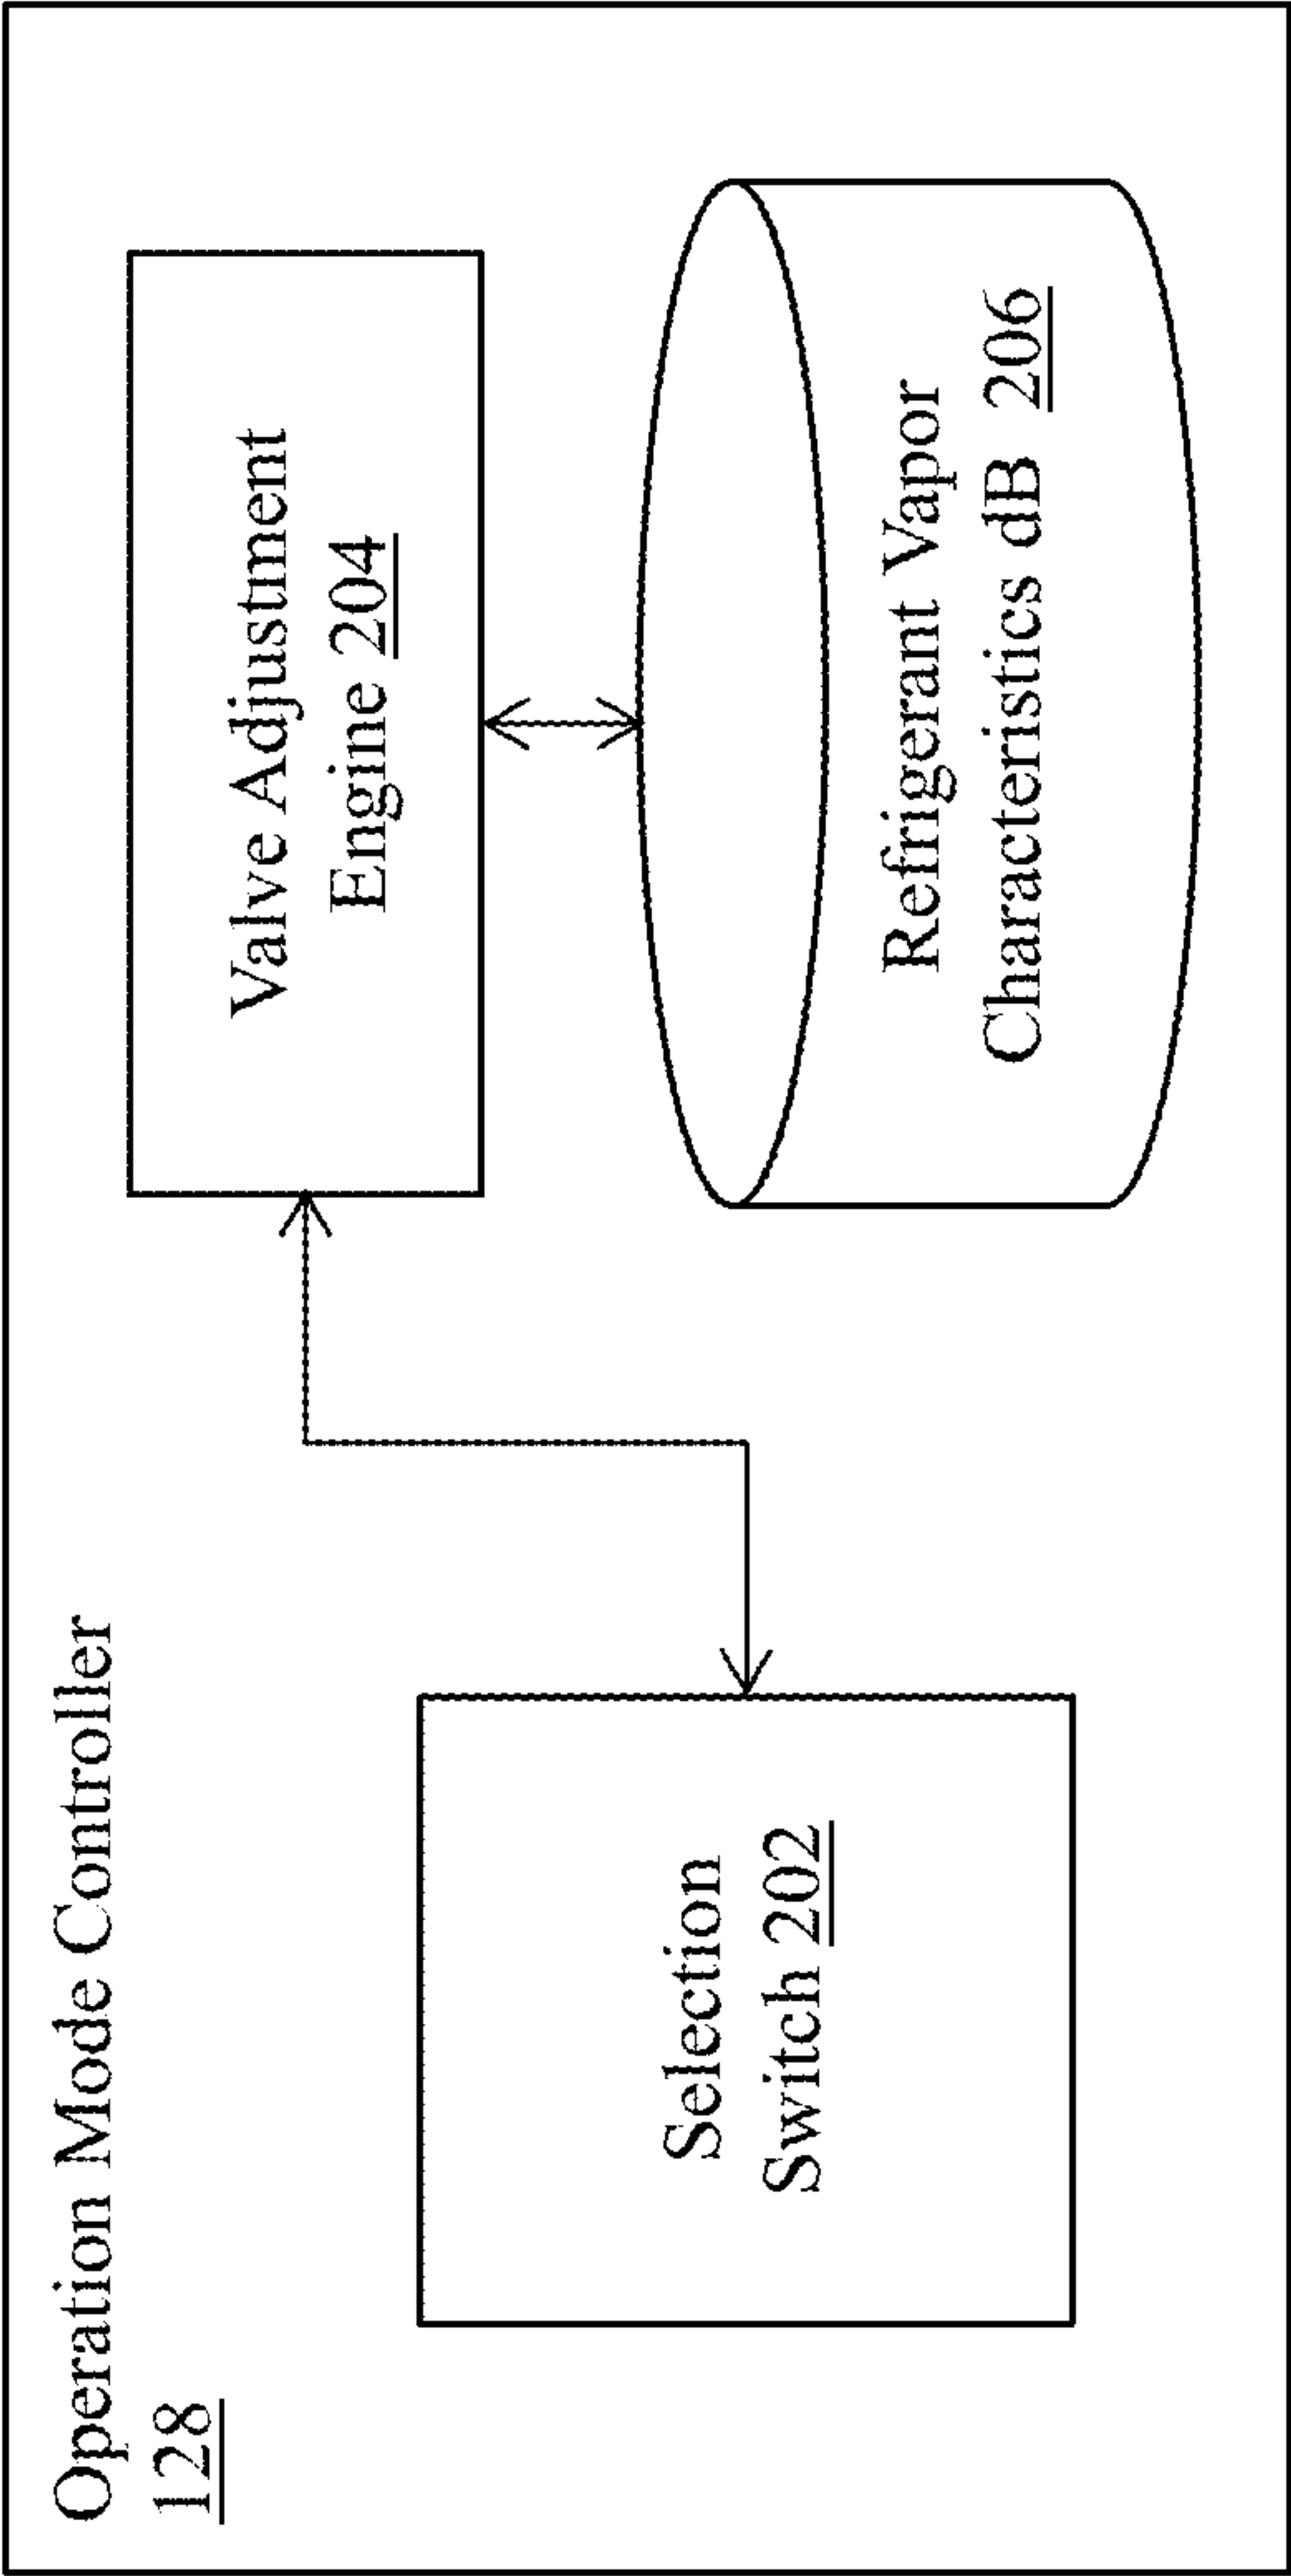 Operation Mode Controller
128
Selection
Switch 202
Valve Adjustment
Engine 204
Refrigerant Vapor
Characteristics dB 206